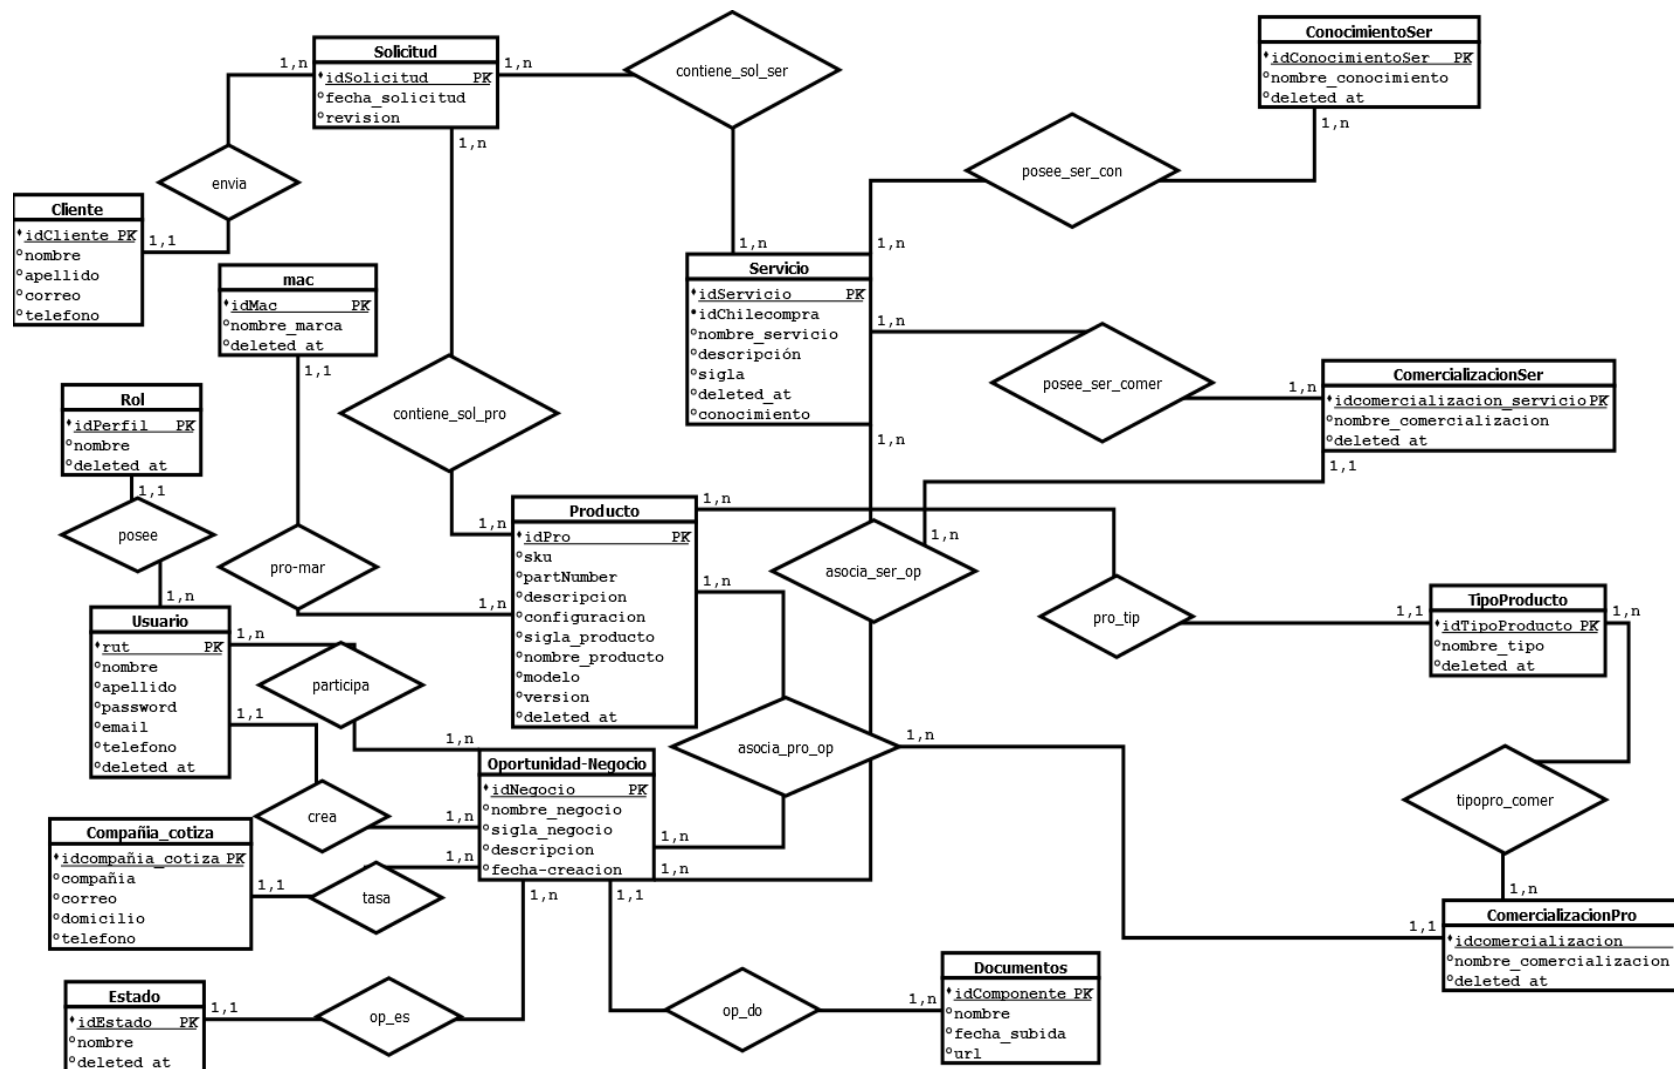 Solicitud
idSolicitud PK
fecha_solicitud
revision
1,n
1,n
1,n
contiene_sol_ser
1,n
ConocimientoSer
idConocimientoSer PK
nombre_conocimiento
deleted at
1,n
posee_ser_con
1,n
envia
1,1
Cliente
idCliente PK
nombre
apellido
correo
telefono
mac
idMac PK
nombre_marca
deleted at
1,1
Servicio
idServicio PK
idChilecompra
nombre_servicio
descripción
sigla
deleted_at
conocimiento
1,n
1,n
posee_ser_comer
1,n
ComercializacionSer
idcomercializacion_servicio PK
nombre_comercializacion
deleted at
1,1
Rol
idPerfil PK
nombre
deleted at
1,1
posee
1,n
contiene_sol_pro
1,n
pro-mar
1,n
Producto
idPro PK
sku
partNumber
descripcion
configuracion
sigla_producto
nombre_producto
modelo
version
deleted at
1,n
1,n
1,n
asocia_ser_op
pro_tip
1,1
TipoProducto
idTipoProducto PK
nombre_tipo
deleted at
1,n
Usuario
rut PK
nombre
apellido
password
email
telefono
deleted at
1,n
1,1
participa
1,n
crea
1,n
asocia_pro_op
1,n
tipopro_comer
1,n
Oportunidad-Negocio
idNegocio PK
nombre_negocio
sigla_negocio
descripcion
fecha-creacion
1,n
1,n
1,n
1,n
1,1
Compañia_cotiza
idcompañia_cotiza PK
compañia
correo
domicilio
telefono
1,1
tasa
ComercializacionPro
idcomercializacion
nombre_comercializacion
deleted at
1,1
Estado
idEstado PK
nombre
deleted at
1,1
op_es
op_do
1,n
Documentos
idComponente PK
nombre
fecha_subida
url